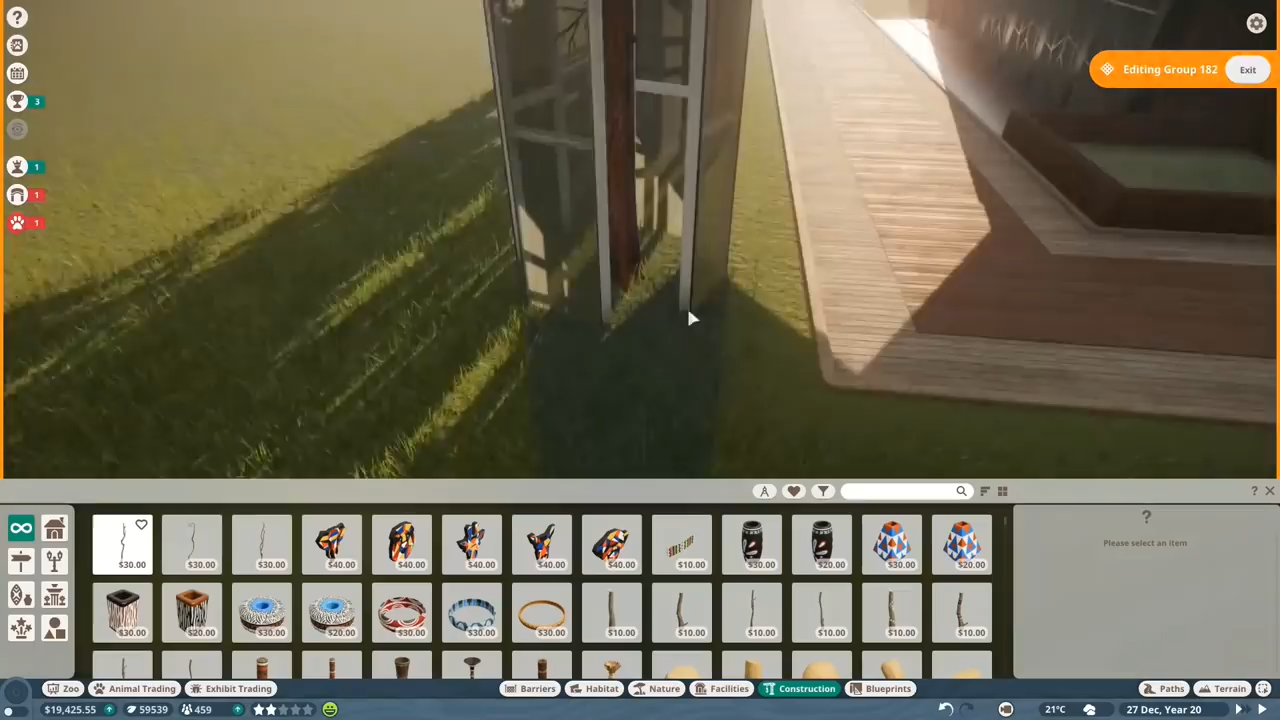 ?
Editing Group 182
Exit
3
1
1
1
?
?
$30.00
$30.00
$30.00
$40.00
$40.00
$40.00
$40.00
$40.00
$10.00
$30.00
$20.00
$30.00
$20.00
Please select an item
$30.00
$20.00
$30.00
$20.00
$30.00
$30.00
$30.00
$10.00
$10.00
$10.00
$10.00
$10.00
$10.00
Zoo
Animal Trading
Exhibit Trading
Barriers
Habitat
Nature
Facilities
Construction
Blueprints
Paths
Terrain
$19,425.55
59539
459
21°C
27 Dec, Year 20